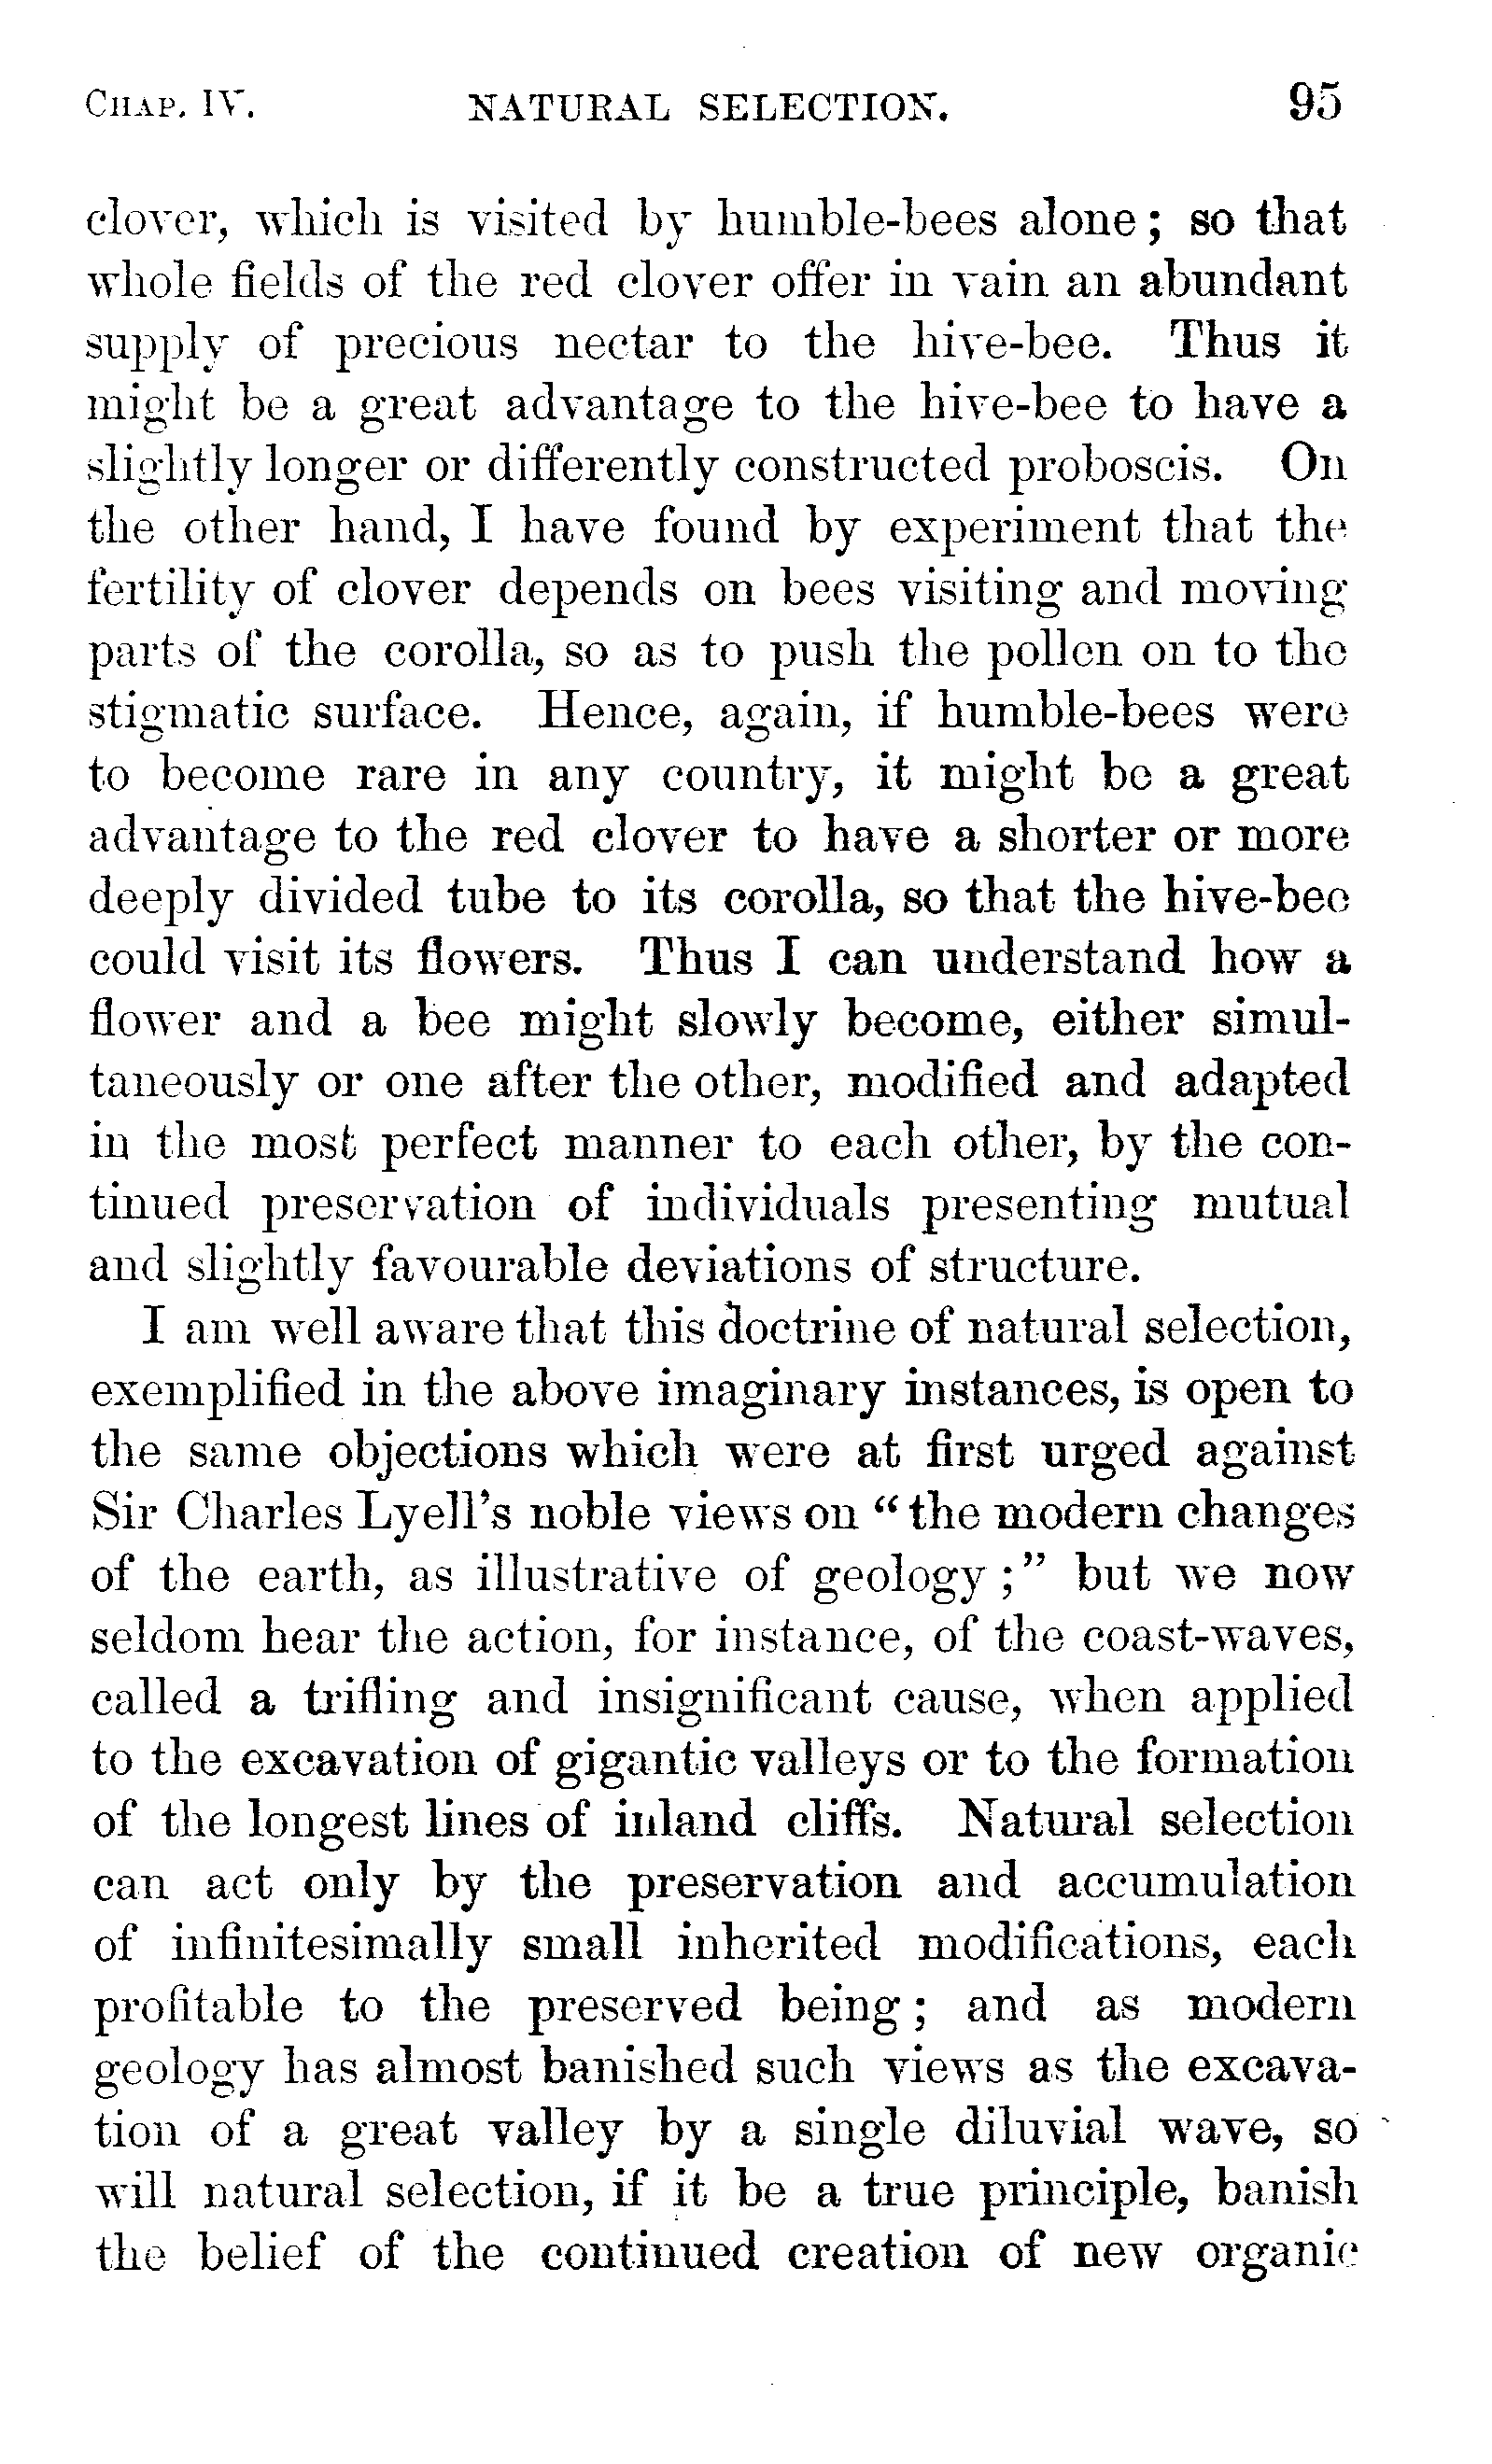 CHAP. IV. NATURAL SELECTION. 95
clover, which is visited by humble-bees alone; so that
whole fields of the red clover offer in vain an abundant
supply of precious nectar to the hive-bee. Thus it
might be a great advantage to the hive-bee to have a
slightly longer or differently constructed proboscis. On
the other hand, I have found by experiment that the
fertility of clover depends on bees visiting and moving
parts of the corolla, so as to push the pollen on to the
stigmatic surface. Hence, again, if humble-bees were
to become rare in any country, it might be a great
advantage to the red clover to have a shorter or more
deeply divided tube to its corolla, so that the hive-bee
could visit its flowers. Thus I can understand how a
flower and a bee might slowly become, either simul-
taneously or one after the other, modified and adapted
in the most perfect manner to each other, by the con-
tinued preservation of individuals presenting mutual
and slightly favourable deviations of structure.
I am well aware that this doctrine of natural selection,
exemplified in the above imaginary instances, is open to
the same objections which were at first urged against
Sir Charles Lyell's noble views on "the modern changes
of the earth, as illustrative of geology;" but we now
seldom hear the action, for instance, of the coast-waves,
called a trifling and insignificant cause, when applied
to the excavation of gigantic valleys or to the formation
of the longest lines of inland cliffs. Natural selection
can act only by the preservation and accumulation
of infinitesimally small inherited modifications, each
profitable to the preserved being; and as modern
geology has almost banished such views as the excava-
tion of a great valley by a single diluvial wave, so
will natural selection, if it be a true principle, banish
the belief of the continued creation of new organic